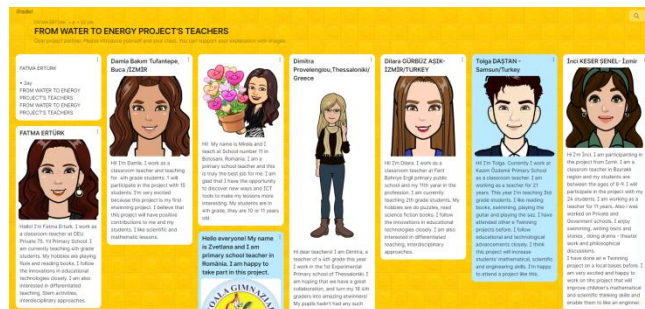 FATMA ERTÜRK
FROM WATER TO ENERGY PROJECT'S TEACHERS
Dear project partner, Please introduce yourself and your class. You can support your explanation with images.
FATMA ERTÜRK
FROM WATER TO ENERGY
PROJECT'S TEACHERS
FROM WATER TO ENERGY
PROJECT'S TEACHERS
FATMA ERTÜRK
Hello! I'm Fatma Erturk. I work as
a classroom teacher at DEU
Private 75. Yıl Primary School. I
am currently teaching 4th grade
students. My hobbies are playing
flute and reading books. I follow
the innovations in educational
technologies closely. I am also
interested in differentiated
teaching, Stem activities,
interdisciplinary approaches.
Damla Bakırı Tufantepe,
Buca /İZMİR
Hi! I'm Damla. I work as a
classroom teacher and teaching
for 4th grade students. I will
participate in the project with 15
students. I'm very excited
because this project is my first
etwinning project. I believe that
this project will have positive
contributions to me and my
students. I like scientific and
mathematic lessons.
Hi! My name is Mirela and I
teach at School number 11 in
Botosani, Romania. I am a
primary school teacher and this
is truly the best job for me. I am
glad that I have the opportunity
to discover new ways and ICT
tools to make my lessons more
interesting. My students are in
4th grade, they are 10 or 11 years
old.
Hello everyone! My name
is Zvetlana and I am
primary school teacher in
România. I am happy to
take part in this project.
Dimitra
Provelengiou,Thessaloniki/
Greece
Hi dear teachers! I am Dimitra, a
teacher of a 4th grade this year.
I work in the 1st Experimental
Primary school of Thessaloniki. I
am hoping that we have a great
collaboration, and turn my 16 4th
graders into amazing etwinners!
My pupils hadn't had any such
Dilara GÜRBÜZ AŞIK-
İZMİR/TURKEY
Hi! I'm Dilara. I work as a
classroom teacher at Ferit
Bahriye Eryil primary public
school and my 11th year in the
profession. I am currently
teaching 2th grade students. My
hobbies are do puzzles, read
science fiction books. I follow
the innovations in educational
technologies closely. I am also
interested in differentiated
teaching, interdisciplinary
approaches.
Tolga DAŞTAN -
Samsun/Turkey
Hi! I'm Tolga. Currently I work at
Kazım Özdemir Primary School
as a classroom teacher. I am
working as a teacher for 21
years. This year I'm teaching 3rd
grade students. I like reading
books, swimming, playing the
guitar and playing the saz. I have
attended other e Twinning
projects before. I follow
educational and technological
advancements closely. I think
this project will increase
students' mathematical, scientific
and engineering skills. I'm happy
to attend a project like this.
İnci KESER ŞENEL- İzmir
Hi I'm İnci. I am participating in
the project from İzmir. I am a
classroom teacher in Bayraklı
region and my students are
between the ages of 8-9. I will
participate in the project with my
24 students. I am working as a
teacher for 11 years. Also I was
worked on Private and
Government schools. I enjoy
swimming, writing texts and
stories , doing drama - theater
work and philosophical
discussions.
I have done an e Twinning
project on a local bases before. I
am very excited and happy to
work on this project that will
improve children's mathematical
and scientific thinking skills and
enable them to like an engineer.